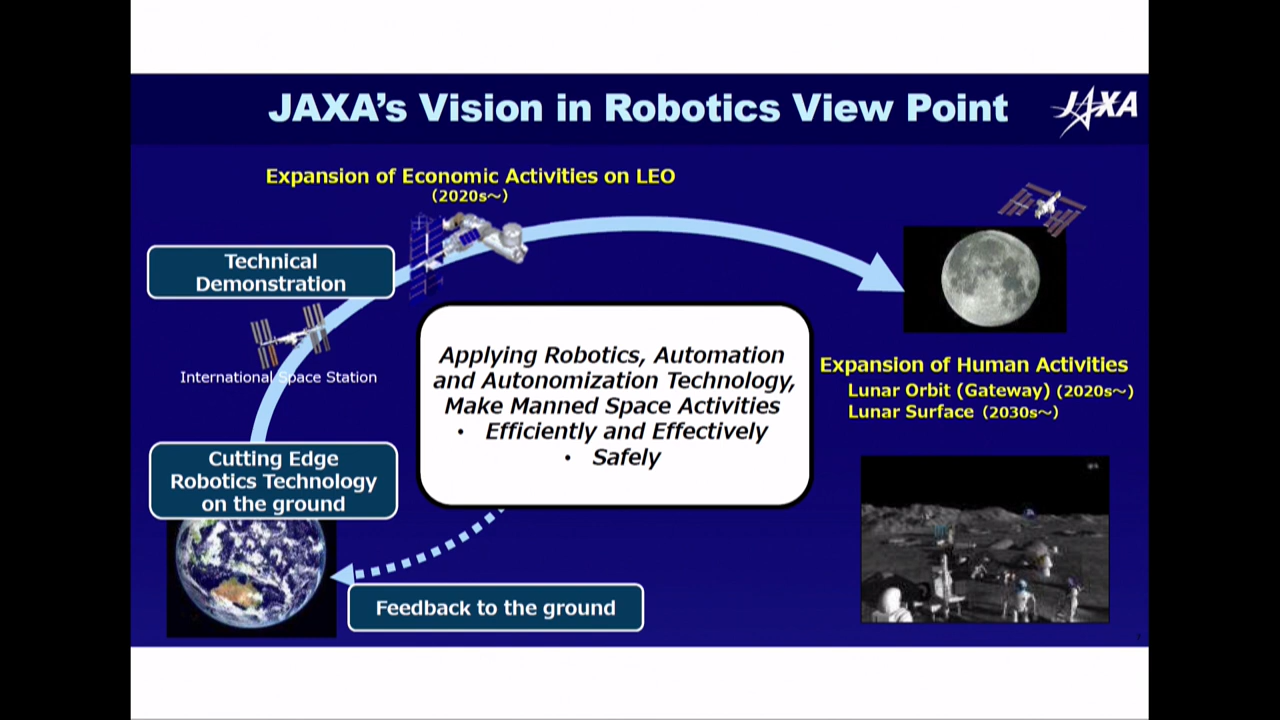 JAXA's Vision in Robotics View Point
JAXA
Expansion of Economic Activities on LEO
(2020s～)
Technical
Demonstration
International Space Station
Applying Robotics, Automation
and Autonomization Technology,
Make Manned Space Activities
• Efficiently and Effectively
• Safely
Expansion of Human Activities
Lunar Orbit (Gateway) (2020s～)
Lunar Surface (2030s～)
Cutting Edge
Robotics Technology
on the ground
Feedback to the ground